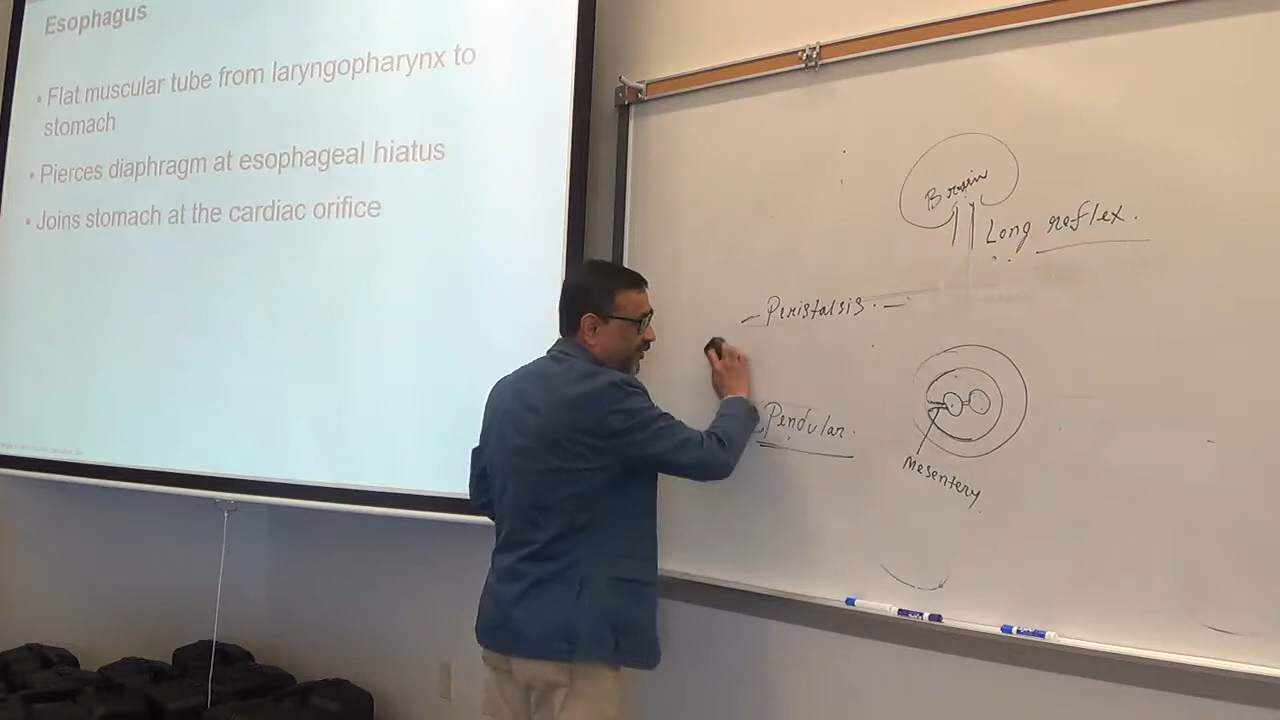 Esophagus
• Flat muscular tube from laryngopharynx to
stomach
• Pierces diaphragm at esophageal hiatus
• Joins stomach at the cardiac orifice
Brain
Long reflex.
- Peristalsis. -
Pendular.
Mesentery